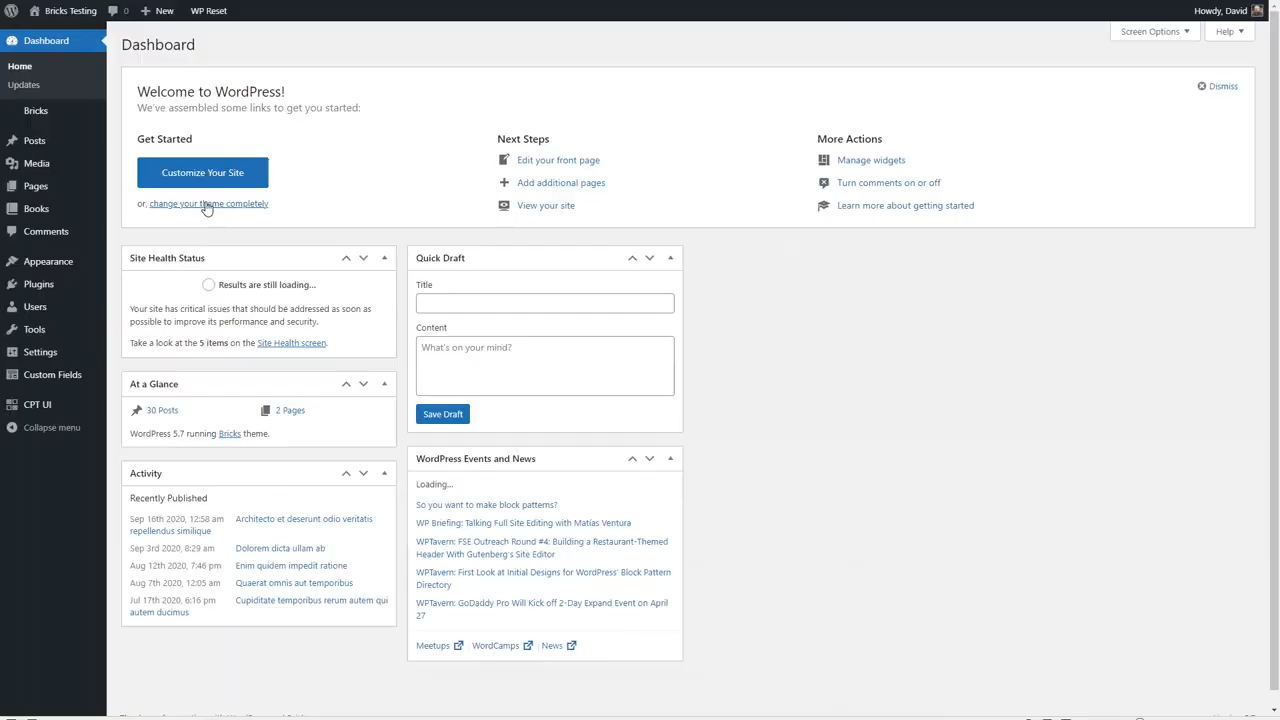 Bricks Testing 0 New WP Reset Howdy, David
Dashboard
Home
Updates
Bricks
Posts
Media
Pages
Books
Comments
Appearance
Plugins
Users
Tools
Settings
Custom Fields
CPT UI
Collapse menu
Screen Options Help
Dashboard
Welcome to WordPress!
We've assembled some links to get you started:
Dismiss
Get Started
Customize Your Site
or, change your theme completely
Next Steps
Edit your front page
Add additional pages
View your site
More Actions
Manage widgets
Turn comments on or off
Learn more about getting started
Site Health Status
Results are still loading...
Your site has critical issues that should be addressed as soon as
possible to improve its performance and security.
Take a look at the 5 items on the Site Health screen.
At a Glance
30 Posts 2 Pages
WordPress 5.7 running Bricks theme.
Activity
Recently Published
Sep 16th 2020, 12:58 am Architecto et deserunt odio veritatis
repellendus similique
Sep 3rd 2020, 8:29 am Dolorem dicta ullam ab
Aug 12th 2020, 7:46 pm Enim quidem impedit ratione
Aug 7th 2020, 12:05 am Quaerat omnis aut temporibus
Jul 17th 2020, 6:16 pm Cupiditate temporibus rerum autem qui
autem ducimus
Quick Draft
Title
Content
What's on your mind?
Save Draft
WordPress Events and News
Loading...
So you want to make block patterns?
WP Briefing: Talking Full Site Editing with Matías Ventura
WPTavern: FSE Outreach Round #4: Building a Restaurant-Themed
Header With Gutenberg's Site Editor
WPTavern: First Look at Initial Designs for WordPress' Block Pattern
Directory
WPTavern: GoDaddy Pro Will Kick off 2-Day Expand Event on April
27
Meetups WordCamps News